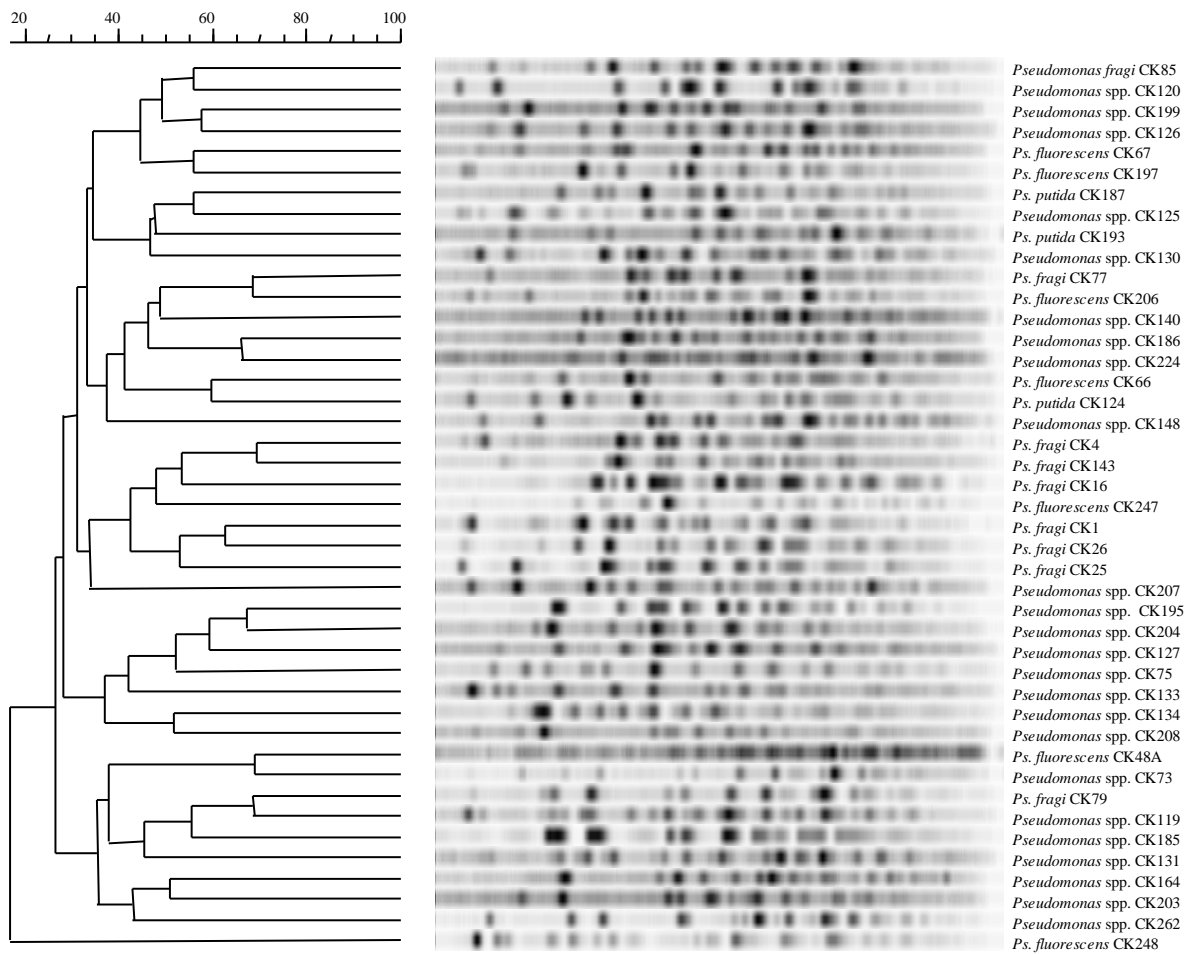 20 40 60 80 100
Pseudomonas fragi CK85
Pseudomonas spp. CK120
Pseudomonas spp. CK199
Pseudomonas spp. CK126
Ps. fluorescens CK67
Ps. fluorescens CK197
Ps. putida CK187
Pseudomonas spp. CK125
Ps. putida CK193
Pseudomonas spp. CK130
Ps. fragi CK77
Ps. fluorescens CK206
Pseudomonas spp. CK140
Pseudomonas spp. CK186
Pseudomonas spp. CK224
Ps. fluorescens CK66
Ps. putida CK124
Pseudomonas spp. CK148
Ps. fragi CK4
Ps. fragi CK143
Ps. fragi CK16
Ps. fluorescens CK247
Ps. fragi CK1
Ps. fragi CK26
Ps. fragi CK25
Pseudomonas spp. CK207
Pseudomonas spp. CK195
Pseudomonas spp. CK204
Pseudomonas spp. CK127
Pseudomonas spp. CK75
Pseudomonas spp. CK133
Pseudomonas spp. CK134
Pseudomonas spp. CK208
Ps. fluorescens CK48A
Pseudomonas spp. CK73
Ps. fragi CK79
Pseudomonas spp. CK119
Pseudomonas spp. CK185
Pseudomonas spp. CK131
Pseudomonas spp. CK164
Pseudomonas spp. CK203
Pseudomonas spp. CK262
Ps. fluorescens CK248